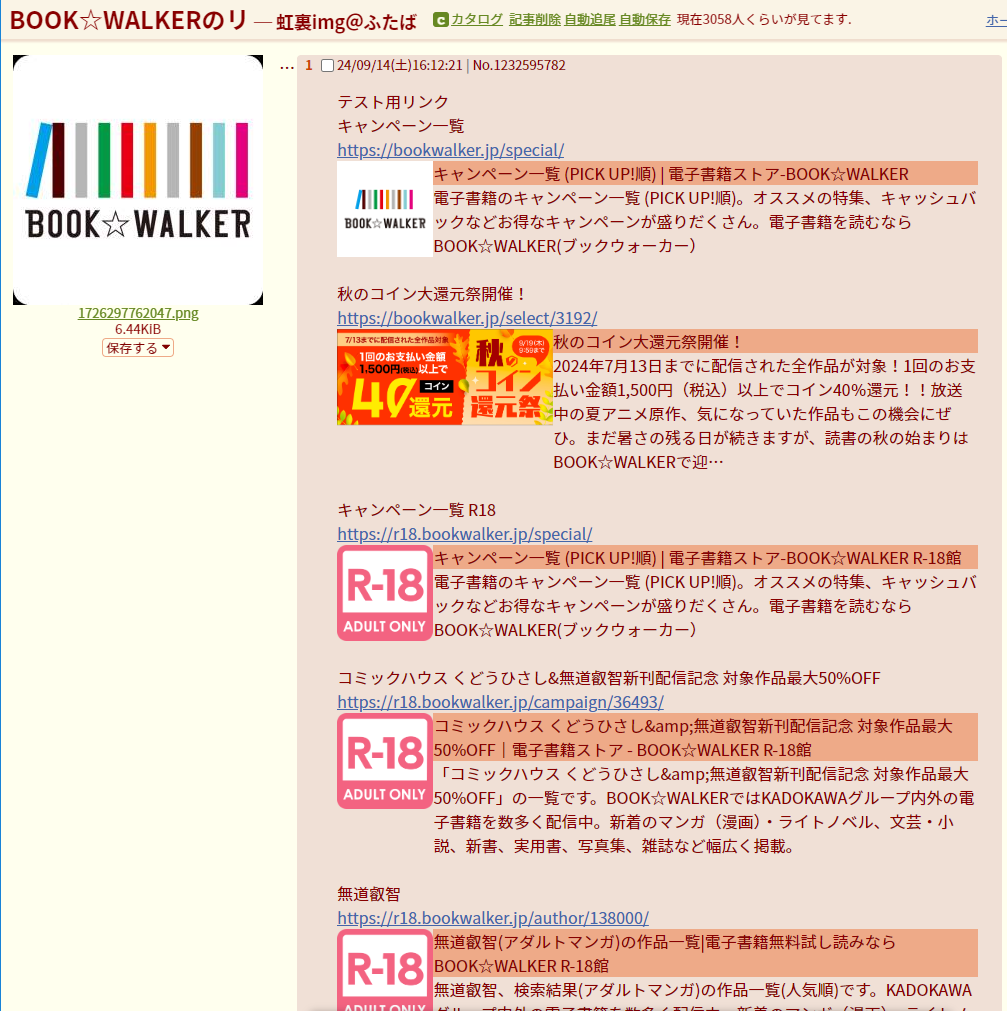 BOOK☆WALKERのリ — 虹裏img@ふたば
c カタログ 記事削除 自動追尾 自動保存 現在3058人くらいが見てます.
ホー
BOOK☆WALKER
1726297762047.png
6.44KiB
保存する
… 1 24/09/14(土)16:12:21 | No.1232595782
テスト用リンク
キャンペーン一覧
https://bookwalker.jp/special/
BOOK☆WALKER
キャンペーン一覧 (PICK UP!順) | 電子書籍ストア-BOOK☆WALKER
電子書籍のキャンペーン一覧 (PICK UP!順)。オススメの特集、キャッシュバ
ックなどお得なキャンペーンが盛りだくさん。電子書籍を読むなら
BOOK☆WALKER(ブックウォーカー）
秋のコイン大還元祭開催！
https://bookwalker.jp/select/3192/
7/13までに配信された全作品が対象
1回のお支払い金額
1,500円(税込)以上で
40%コイン還元
9/19(木)
9:59まで
秋の
コイン
還元祭
秋のコイン大還元祭開催！
2024年7月13日までに配信された全作品が対象！1回のお支
払い金額1,500円（税込）以上でコイン40%還元！！放送
中の夏アニメ原作、気になっていた作品もこの機会にぜ
ひ。まだ暑さの残る日が続きますが、読書の秋の始まりは
BOOK☆WALKERで迎…
キャンペーン一覧 R18
https://r18.bookwalker.jp/special/
R-18
ADULT ONLY
キャンペーン一覧 (PICK UP!順) | 電子書籍ストア-BOOK☆WALKER R-18館
電子書籍のキャンペーン一覧 (PICK UP!順)。オススメの特集、キャッシュバ
ックなどお得なキャンペーンが盛りだくさん。電子書籍を読むなら
BOOK☆WALKER(ブックウォーカー）
コミックハウス くどうひさし&無道叡智新刊配信記念 対象作品最大50%OFF
https://r18.bookwalker.jp/campaign/36493/
R-18
ADULT ONLY
コミックハウス くどうひさし&amp;無道叡智新刊配信記念 対象作品最大
50%OFF｜電子書籍ストア - BOOK☆WALKER R-18館
「コミックハウス くどうひさし&amp;無道叡智新刊配信記念 対象作品最大
50%OFF」の一覧です。BOOK☆WALKERではKADOKAWAグループ内外の電
子書籍を数多く配信中。新着のマンガ（漫画）・ライトノベル、文芸・小
説、新書、実用書、写真集、雑誌など幅広く掲載。
無道叡智
https://r18.bookwalker.jp/author/138000/
R-18
ADULT ONLY
無道叡智(アダルトマンガ)の作品一覧|電子書籍無料試し読みなら
BOOK☆WALKER R-18館
無道叡智、検索結果(アダルトマンガ)の作品一覧(人気順)です。KADOKAWA